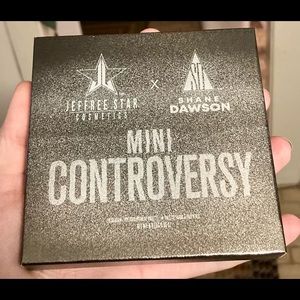 JEFFREE STAR
COSMETICS
X
SHANE
DAWSON
MINI
CONTROVERSY